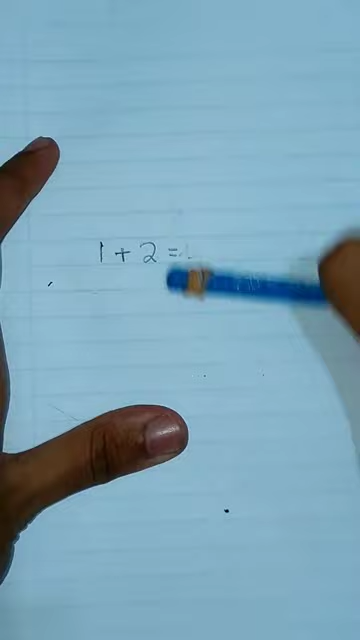 1 + 2 =